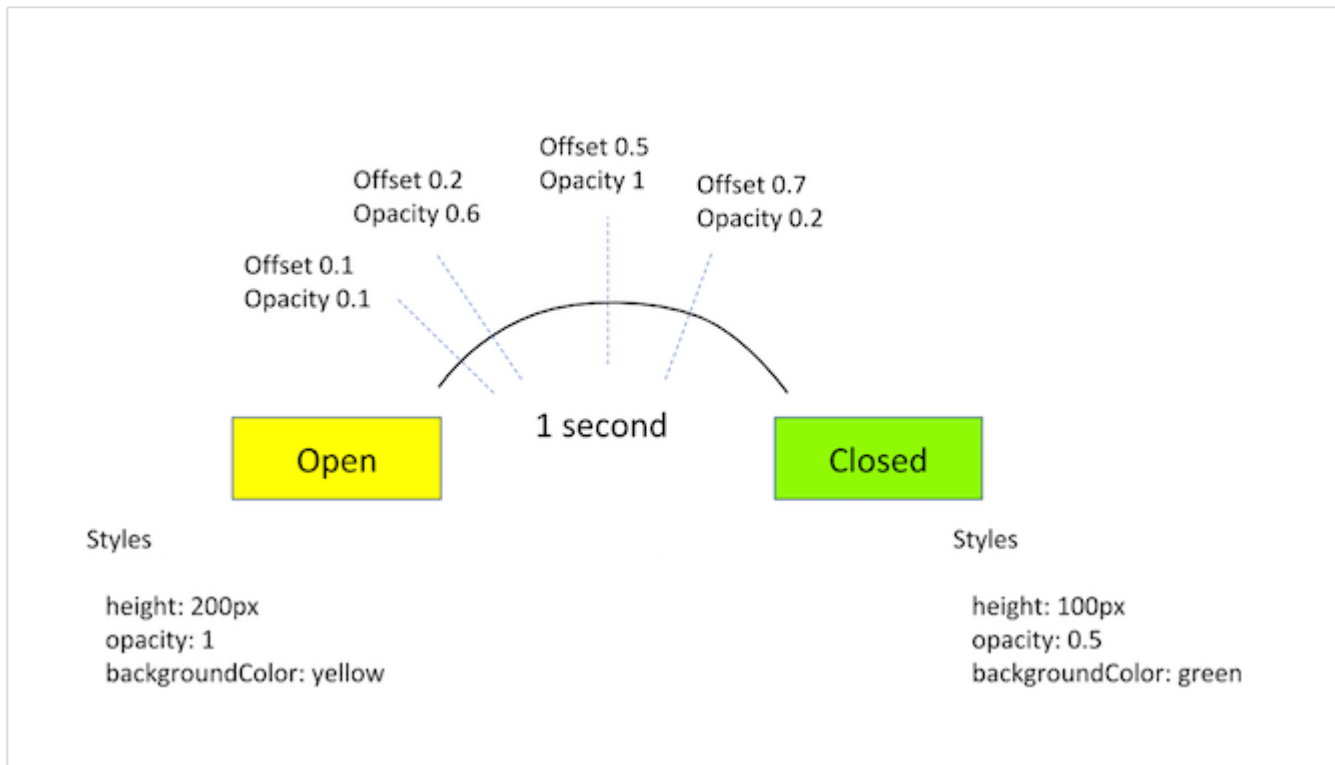 Offset 0.5
Opacity 1
Offset 0.2
Opacity 0.6
Offset 0.7
Opacity 0.2
Offset 0.1
Opacity 0.1
1 second
Open
Closed
Styles
height: 200px
opacity: 1
backgroundColor: yellow
Styles
height: 100px
opacity: 0.5
backgroundColor: green